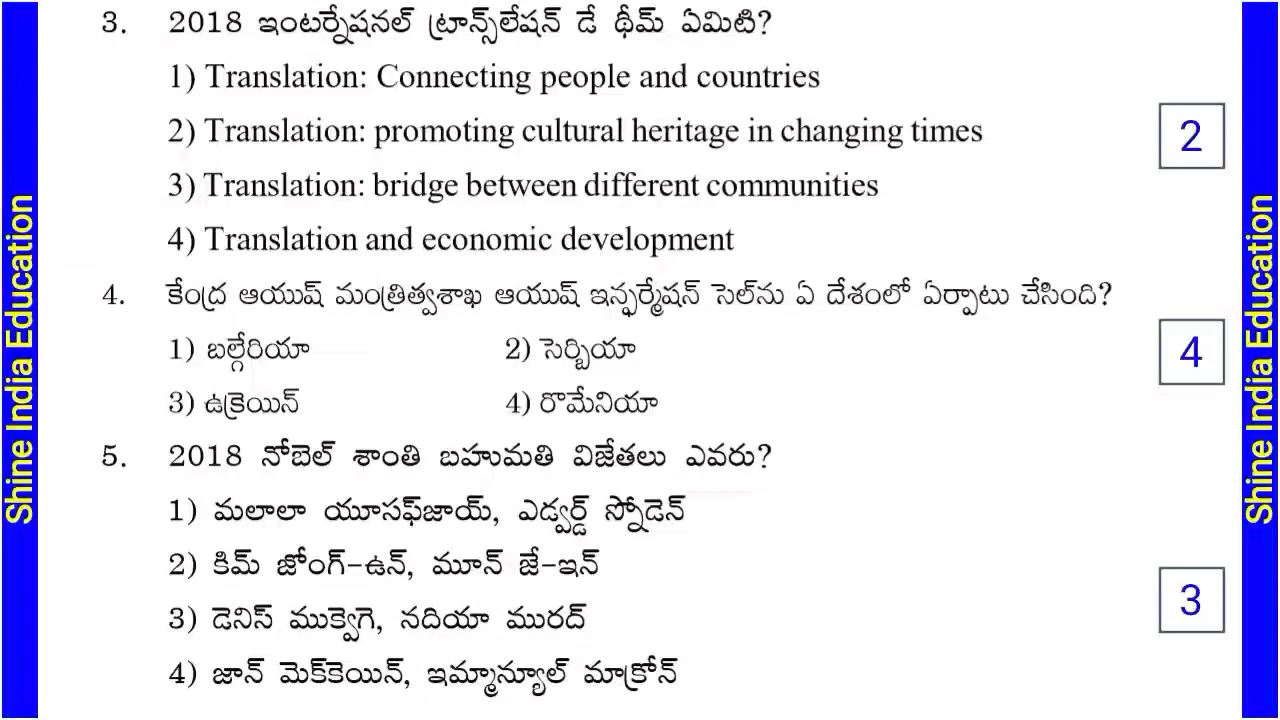 3. 2018 ఇంటర్నేషనల్ ట్రాన్స్‌లేషన్ డే థీమ్ ఏమిటి?
1) Translation: Connecting people and countries
2) Translation: promoting cultural heritage in changing times
2
3) Translation: bridge between different communities
4) Translation and economic development
4. కేంద్ర ఆయుష్ మంత్రిత్వశాఖ ఆయుష్ ఇన్ఫర్మేషన్ సెల్‌ను ఏ దేశంలో ఏర్పాటు చేసింది?
1) బల్గేరియా 2) సెర్బియా
4
3) ఉక్రెయిన్ 4) రొమేనియా
5. 2018 నోబెల్ శాంతి బహుమతి విజేతలు ఎవరు?
1) మలాలా యూసఫ్‌జాయ్, ఎడ్వర్డ్ స్నోడెన్
2) కిమ్ జోంగ్-ఉన్, మూన్ జే-ఇన్
3) డెనిస్ ముక్వెగె, నదియా మురద్
3
4) జాన్ మెక్‌కెయిన్, ఇమ్మాన్యూల్ మాక్రోన్
Shine India Education
Shine India Education